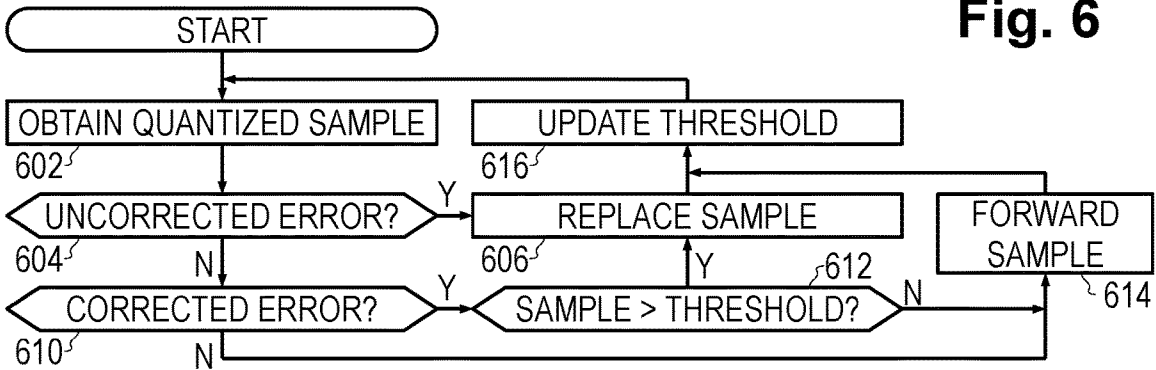 Fig. 6
START
OBTAIN QUANTIZED SAMPLE
602
UPDATE THRESHOLD
616
UNCORRECTED ERROR?
604
Y
N
REPLACE SAMPLE
606
Y
FORWARD
SAMPLE
614
CORRECTED ERROR?
610
Y
N
SAMPLE > THRESHOLD?
612
N